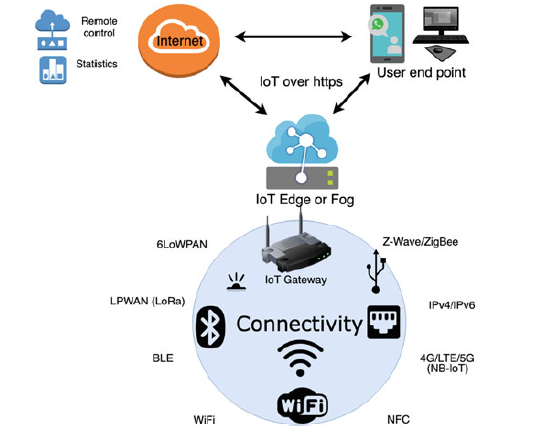 Remote
control
Internet
Statistics
User end point
IoT over https
IoT Edge or Fog
6LoWPAN
Z-Wave/ZigBee
IoT Gateway
LPWAN (LoRa)
IPv4/IPv6
Connectivity
BLE
4G/LTE/5G
(NB-IoT)
WiFi
WiFi
NFC